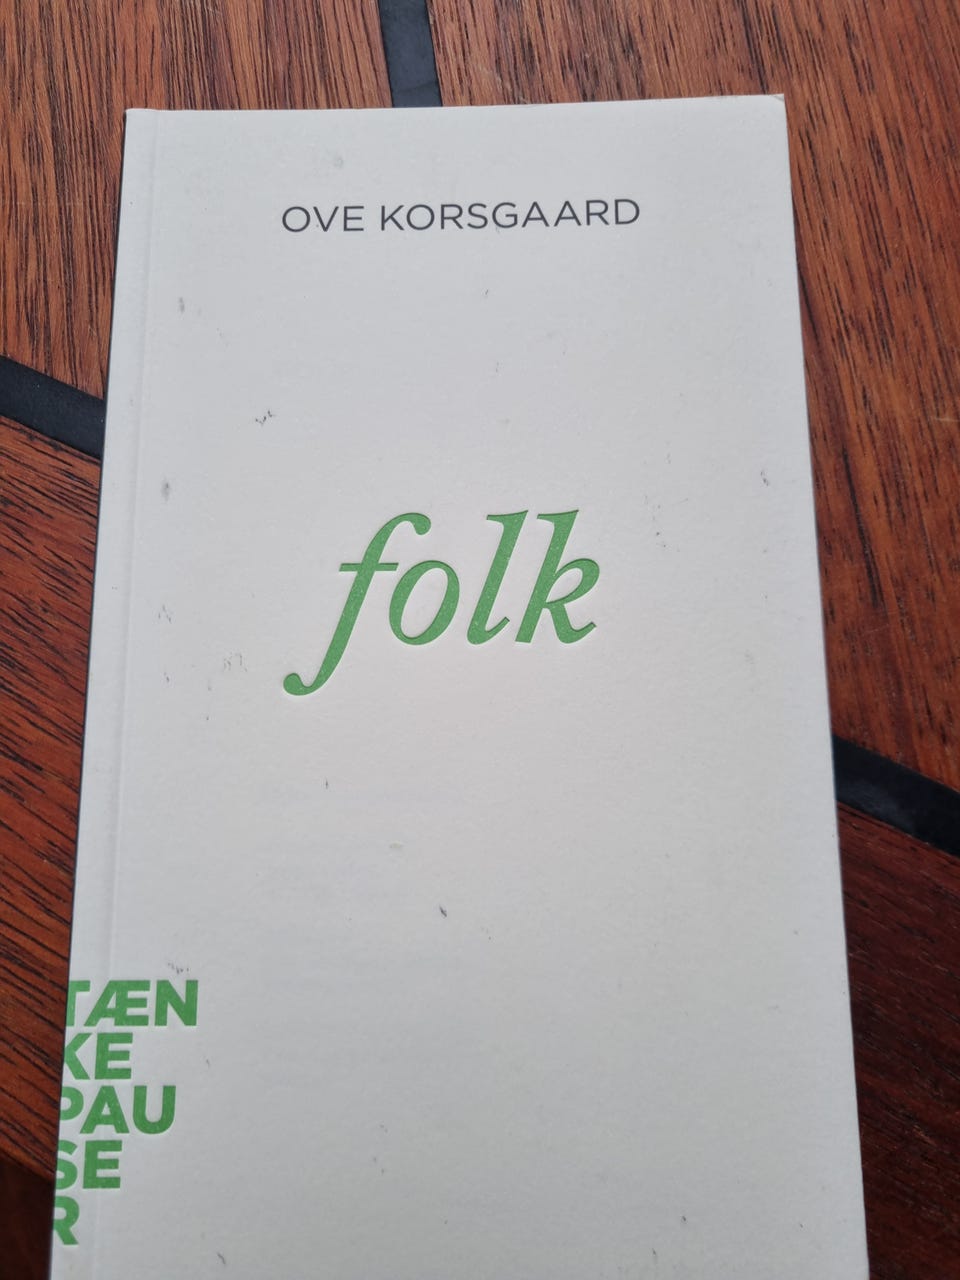 OVE KORSGAARD
folk
TÆN
KE
PAU
SE
R